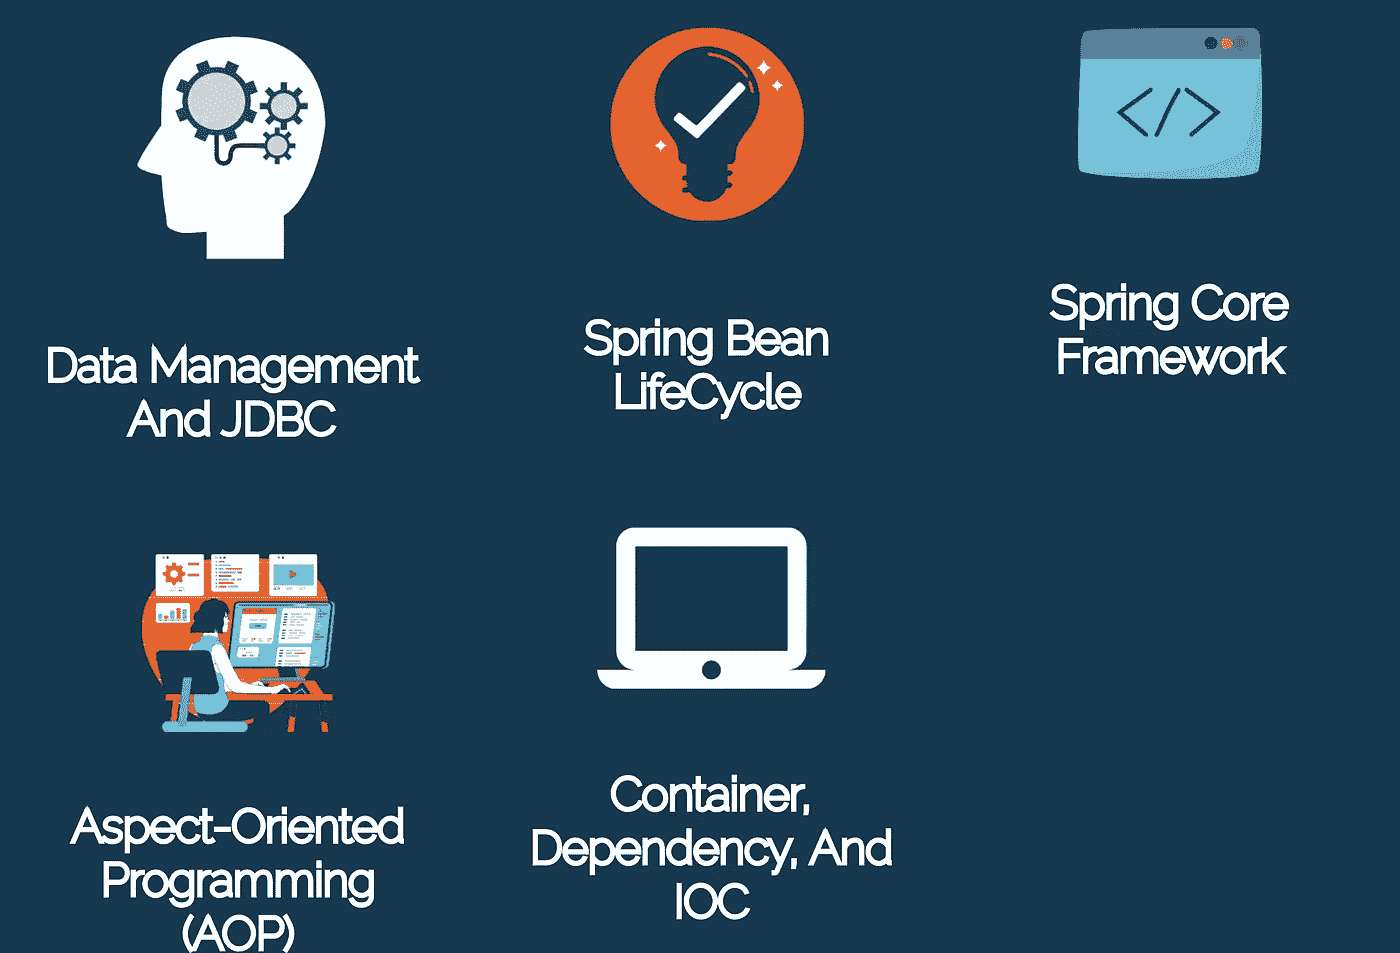 </>
Data Management
And JDBC
Spring Bean
LifeCycle
Spring Core
Framework
Aspect-Oriented
Programming
(AOP)
Container,
Dependency, And
IOC